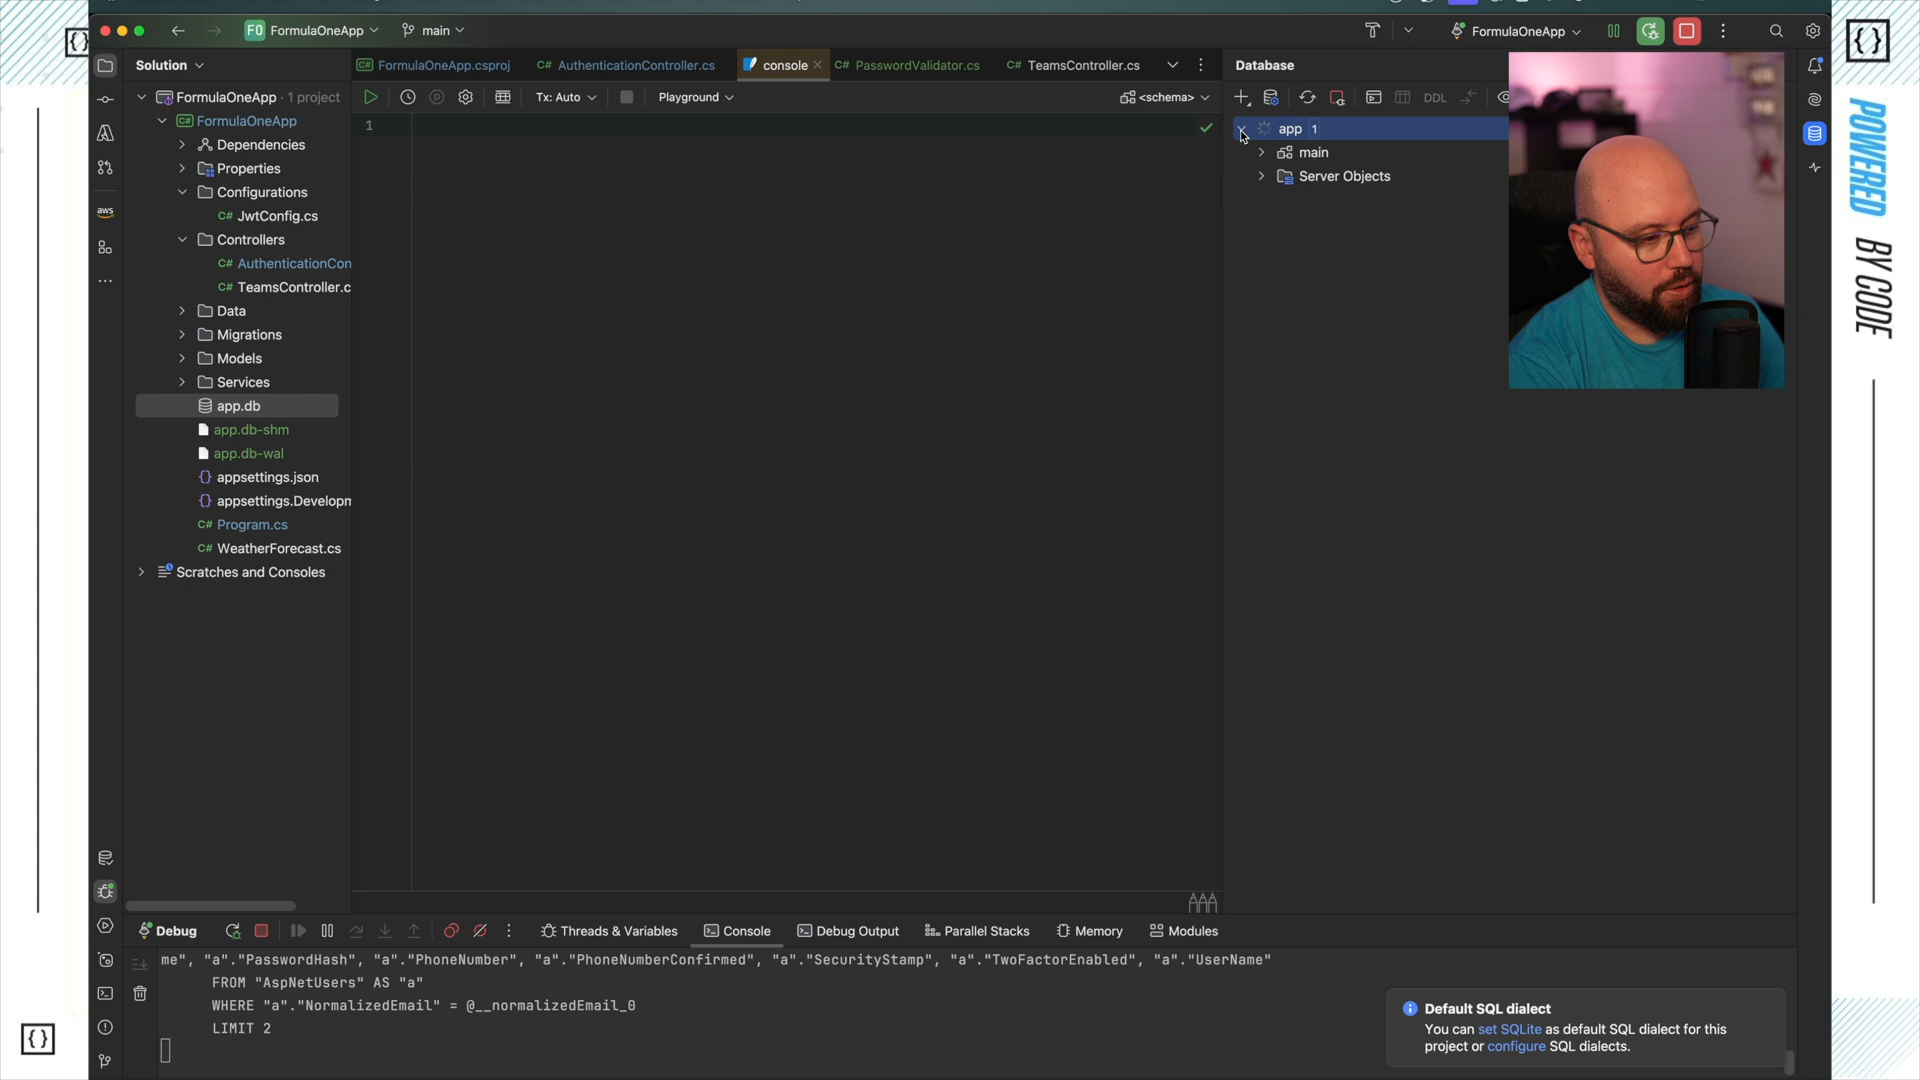 F0 FormulaOneApp
main
FormulaOneApp
Solution
FormulaOneApp.csproj
C# AuthenticationController.cs
console
C# PasswordValidator.cs
C# TeamsController.cs
Database
Tx: Auto
Playground
<schema>
DDL
FormulaOneApp · 1 project
C# FormulaOneApp
Dependencies
Properties
Configurations
C# JwtConfig.cs
Controllers
C# AuthenticationCon
C# TeamsController.c
Data
Migrations
Models
Services
app.db
app.db-shm
app.db-wal
{} appsettings.json
{} appsettings.Developm
C# Program.cs
C# WeatherForecast.cs
Scratches and Consoles
aws
1
app 1
main
Server Objects
POWERED BY CODE
Debug
Threads & Variables
Console
Debug Output
Parallel Stacks
Memory
Modules
me", "a"."PasswordHash", "a"."PhoneNumber", "a"."PhoneNumberConfirmed", "a"."SecurityStamp", "a"."TwoFactorEnabled", "a"."UserName"
FROM "AspNetUsers" AS "a"
WHERE "a"."NormalizedEmail" = @__normalizedEmail_0
LIMIT 2
Default SQL dialect
You can set SQLite as default SQL dialect for this
project or configure SQL dialects.